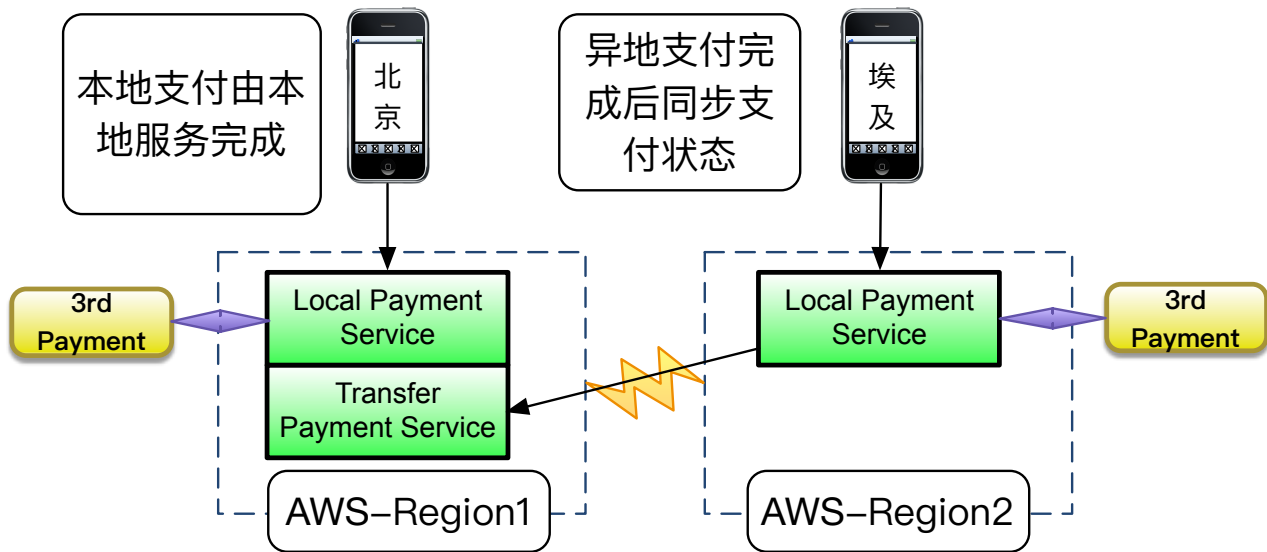 本地支付由本
地服务完成
北
京
异地支付完
成后同步支
付状态
埃
及
3rd
Payment
Local Payment
Service
Transfer
Payment Service
Local Payment
Service
3rd
Payment
AWS-Region1
AWS-Region2